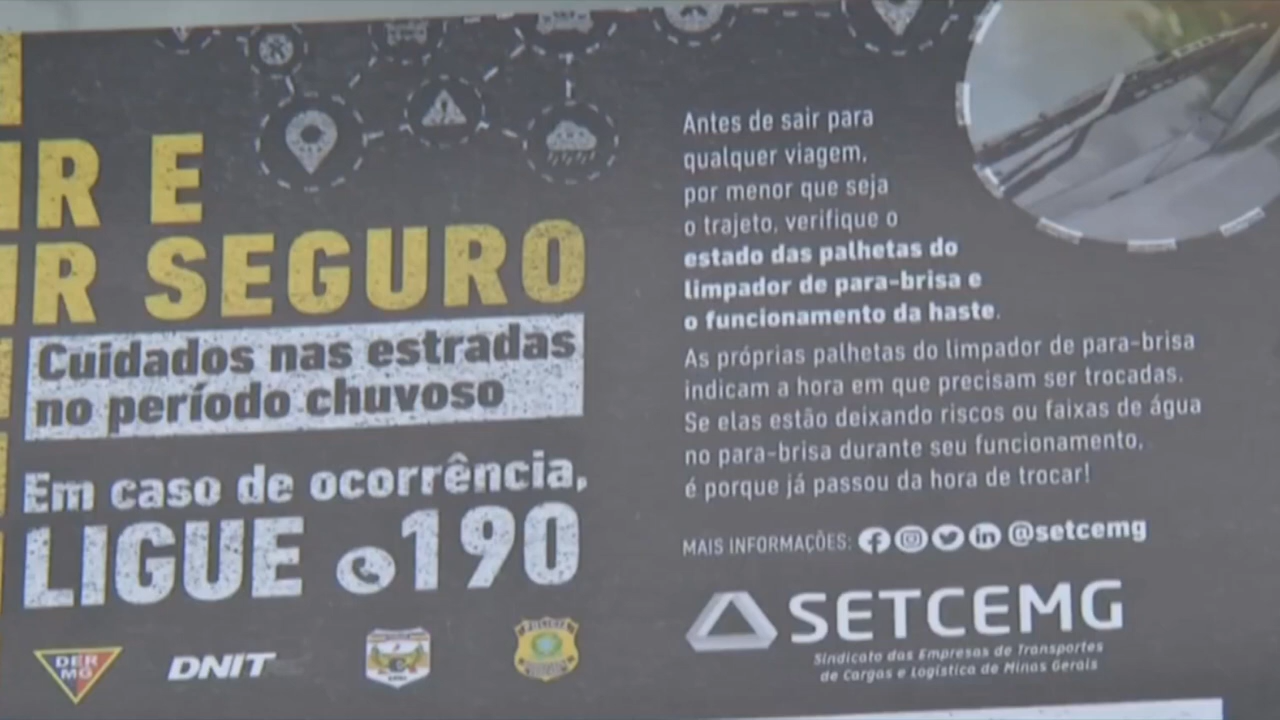 R E
R SEGURO
Cuidados nas estradas
no período chuvoso
Em caso de ocorrência,
LIGUE 190
DER
MG
DNIT
Antes de sair para
qualquer viagem,
por menor que seja
o trajeto, verifique o
estado das palhetas do
limpador de para-brisa e
o funcionamento da haste.
As próprias palhetas do limpador de para-brisa
indicam a hora em que precisam ser trocadas.
Se elas estão deixando riscos ou faixas de água
no para-brisa durante seu funcionamento,
é porque já passou da hora de trocar!
MAIS INFORMAÇÕES: @setcemg
SETCEMG
Sindicato das Empresas de Transportes
de Cargas e Logística de Minas Gerais